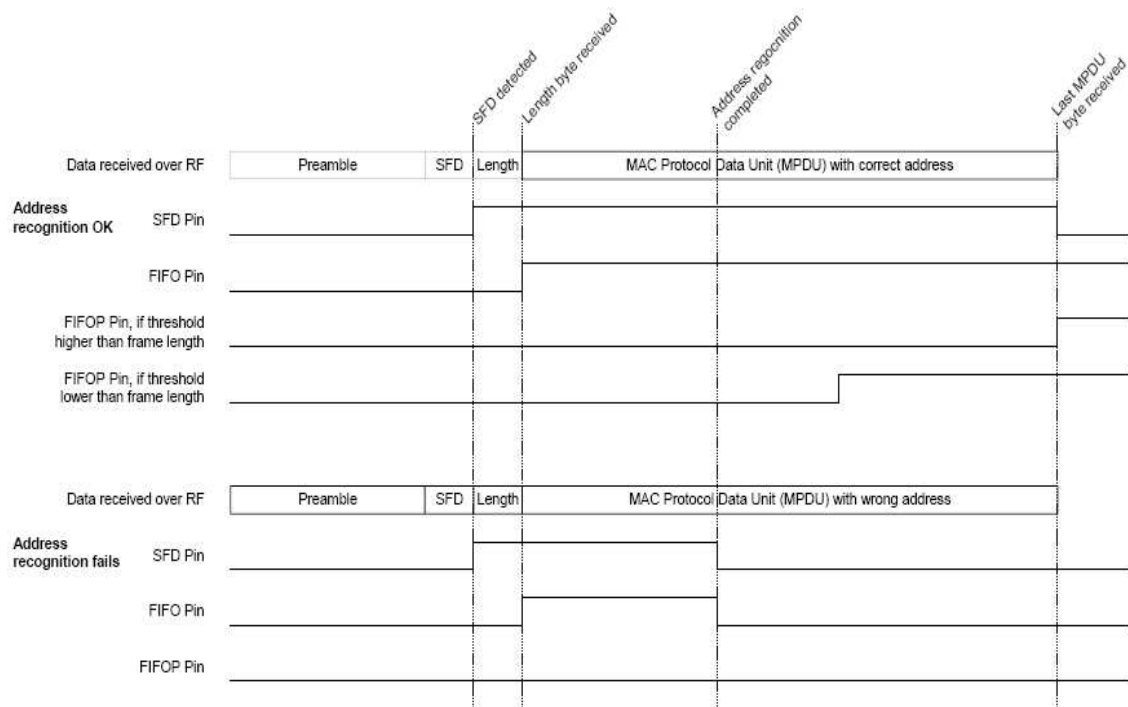 SFD detected
Length byte received
Address regocnition
completed
Last MPDU
byte received
Data received over RF
Preamble
SFD
Length
MAC Protocol Data Unit (MPDU) with correct address
Address
recognition OK
SFD Pin
FIFO Pin
FIFOP Pin, if threshold
higher than frame length
FIFOP Pin, if threshold
lower than frame length
Data received over RF
Preamble
SFD
Length
MAC Protocol Data Unit (MPDU) with wrong address
Address
recognition fails
SFD Pin
FIFO Pin
FIFOP Pin